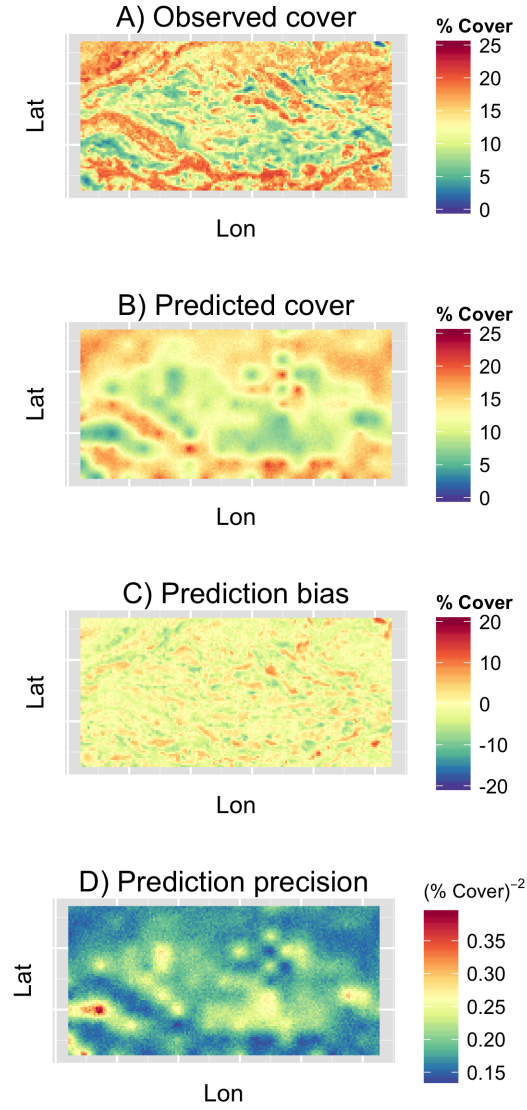 A) Observed cover
% Cover
25
20
15
10
5
0
Lat
Lon
B) Predicted cover
% Cover
25
20
15
10
5
0
Lat
Lon
C) Prediction bias
% Cover
20
10
0
-10
-20
Lat
Lon
D) Prediction precision
(% Cover)⁻²
0.35
0.30
0.25
0.20
0.15
Lat
Lon